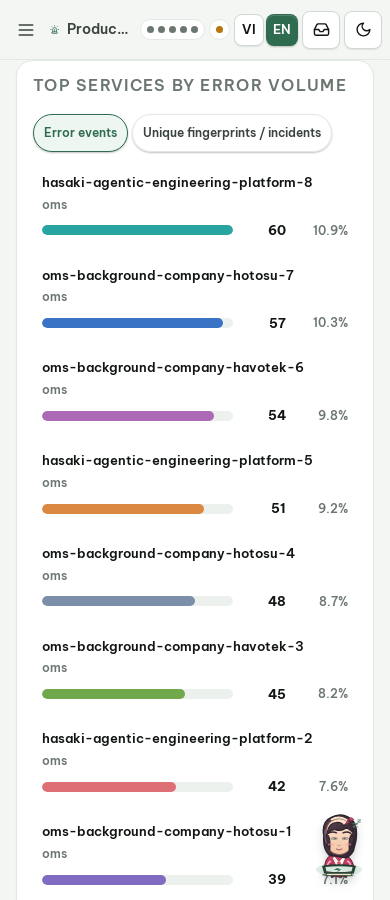 Produc...
VI
EN
TOP SERVICES BY ERROR VOLUME
Error events
Unique fingerprints / incidents
hasaki-agentic-engineering-platform-8
oms
60 10.9%
oms-background-company-hotosu-7
oms
57 10.3%
oms-background-company-havotek-6
oms
54 9.8%
hasaki-agentic-engineering-platform-5
oms
51 9.2%
oms-background-company-hotosu-4
oms
48 8.7%
oms-background-company-havotek-3
oms
45 8.2%
hasaki-agentic-engineering-platform-2
oms
42 7.6%
oms-background-company-hotosu-1
oms
39 7.1%